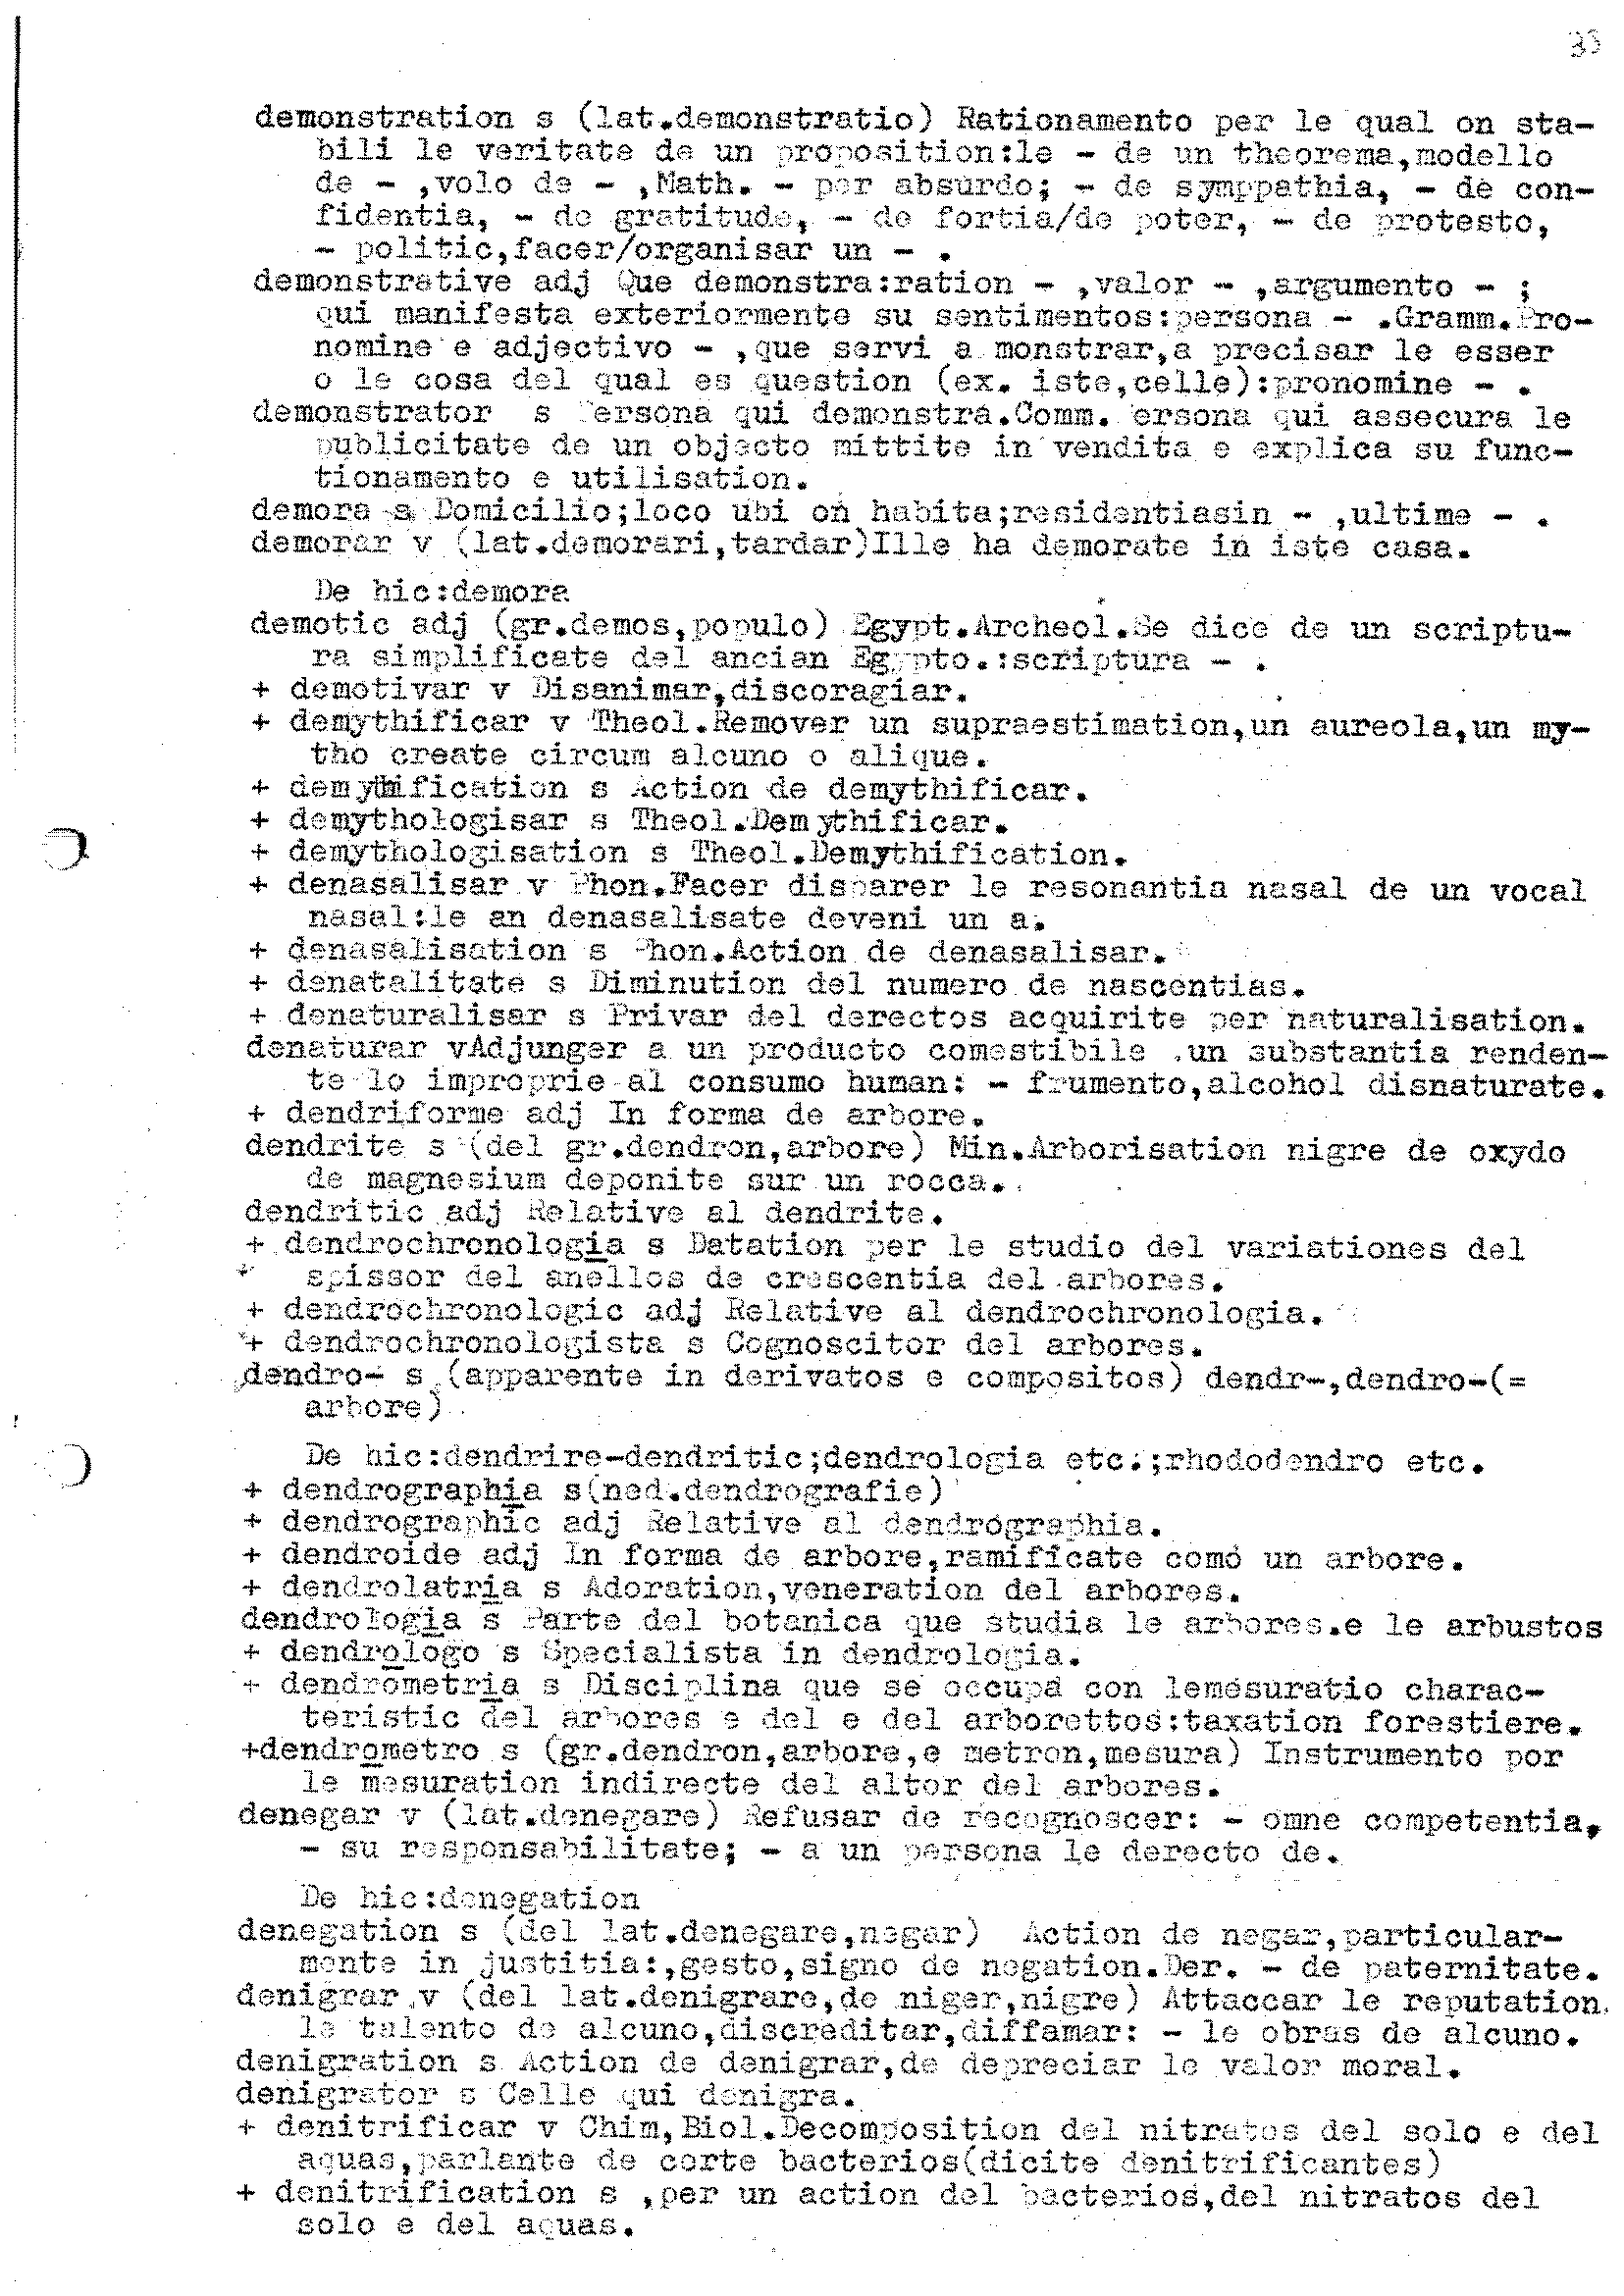 33
demonstration s (lat.demonstratio) Rationamento per le qual on sta-
bili le veritate de un proposition:le - de un theorema,modello
de - ,volo de - ,Math. - per absurdo; - de symppathia, - de con-
fidentia, - de gratitude, - de fortia/de poter, - de protesto,
- politic,facer/organisar un - .
demonstrative adj Que demonstra:ration - ,valor - ,argumento - ;
qui manifesta exteriormente su sentimentos:persona - .Gramm.Pro-
nomine e adjectivo - ,que servi a monstrar,a precisar le esser
o le cosa del qual es question (ex. iste,celle):pronomine - .
demonstrator s Persona qui demonstra.Comm. ersona qui assecura le
publicitate de un objecto mittite in vendita e explica su func-
tionamento e utilisation.
demora s Domicilio;loco ubi on habita;residentiasin - ,ultime - .
demorar v (lat.demorari,tardar)Ille ha demorate in iste casa.
De hic:demora
demotic adj (gr.demos,populo) Egypt.Archeol.Se dice de un scriptu-
ra simplificate del ancian Egypto.:scriptura - .
+ demotivar v Disanimar,discoragiar.
+ demythificar v Theol.Remover un supraestimation,un aureola,un my-
tho create circum alcuno o alique.
+ demythification s Action de demythificar.
+ demythologisar s Theol.Demythificar.
+ demythologisation s Theol.Demythification.
+ denasalisar v Phon.Facer disparer le resonantia nasal de un vocal
nasal:le an denasalisate deveni un a.
+ denasalisation s Phon.Action de denasalisar.
+ denatalitate s Diminution del numero de nascentias.
+ denaturaliser s Privar del derectos acquirite per naturalisation.
denaturar vAdjunger a un producto comestibile .un substantia renden-
te lo improprie al consumo human: - frumento,alcohol disnaturate.
+ dendriforme adj In forma de arbore.
dendrite s (del gr.dendron,arbore) Min.Arborisation nigre de oxydo
de magnesium deponite sur un rocca.
dendritic adj Relative al dendrite.
+ dendrochronologia s Datation per le studio del variationes del
spissor del anellos de crescentia del arbores.
+ dendrochronologic adj Relative al dendrochronologia.
+ dendrochronologista s Cognoscitor del arbores.
dendro- s (apparente in derivatos e compositos) dendr-,dendro-(=
arbore)
De hic:dendrire-dendritic;dendrologia etc.;rhododendro etc.
+ dendrographia s(ned.dendrografie)
+ dendrographic adj Relative al dendrographia.
+ dendroide adj In forma de arbore,ramificate como un arbore.
+ dendrolatria s Adoration,veneration del arbores.
dendrologia s Parte del botanica que studia le arbores.e le arbustos
+ dendrologo s Specialista in dendrologia.
+ dendrometria s Disciplina que se occupa con lemesuratio charac-
teristic del arbores e del e del arborettos:taxation forestiere.
+dendrometro s (gr.dendron,arbore,e metron,mesura) Instrumento por
le mesuration indirecte del altor del arbores.
denegar v (lat.denegare) Refusar de recognoscer: - omne competentia,
- su responsabilitate; - a un persona le derecto de.
De hic:denegation
denegation s (del lat.denegare,negar) Action de negar,particular-
mente in justitia:,gesto,signo de negation.Der. - de paternitate.
denigrar v (del lat.denigrare,de niger,nigre) Attaccar le reputation,
le talento de alcuno,discreditar,diffamar: - le obras de alcuno.
denigration s Action de denigrar,de depreciar le valor moral.
denigrator s Celle qui denigra.
+ denitrificar v Chim,Biol.Decomposition del nitratos del solo e del
aquas,parlante de certe bacterios(dicite denitrificantes)
+ denitrification s ,per un action del bacterios,del nitratos del
solo e del aquas.